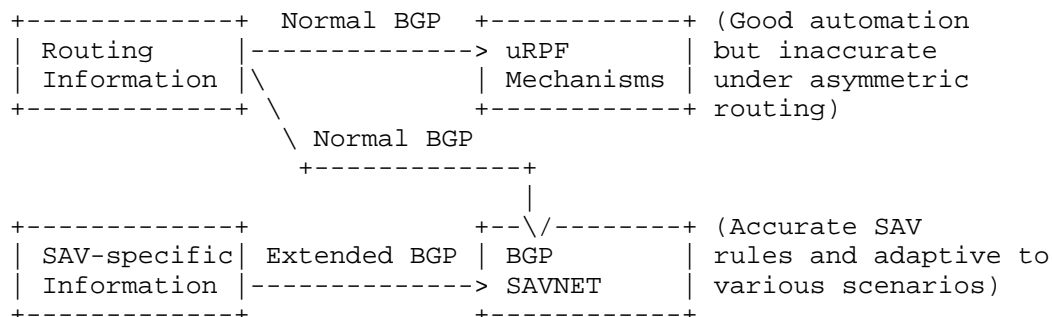 +-------------+  Normal BGP  +------------+ (Good automation
| Routing     |--------------> uRPF       | but inaccurate
| Information |\             | Mechanisms | under asymmetric
+-------------+ \            +------------+ routing)
                 \ Normal BGP
                  +-------------+
                                |
+-------------+              +--\/--------+ (Accurate SAV
| SAV-specific| Extended BGP | BGP        | rules and adaptive to
| Information |--------------> SAVNET     | various scenarios)
+-------------+              +------------+